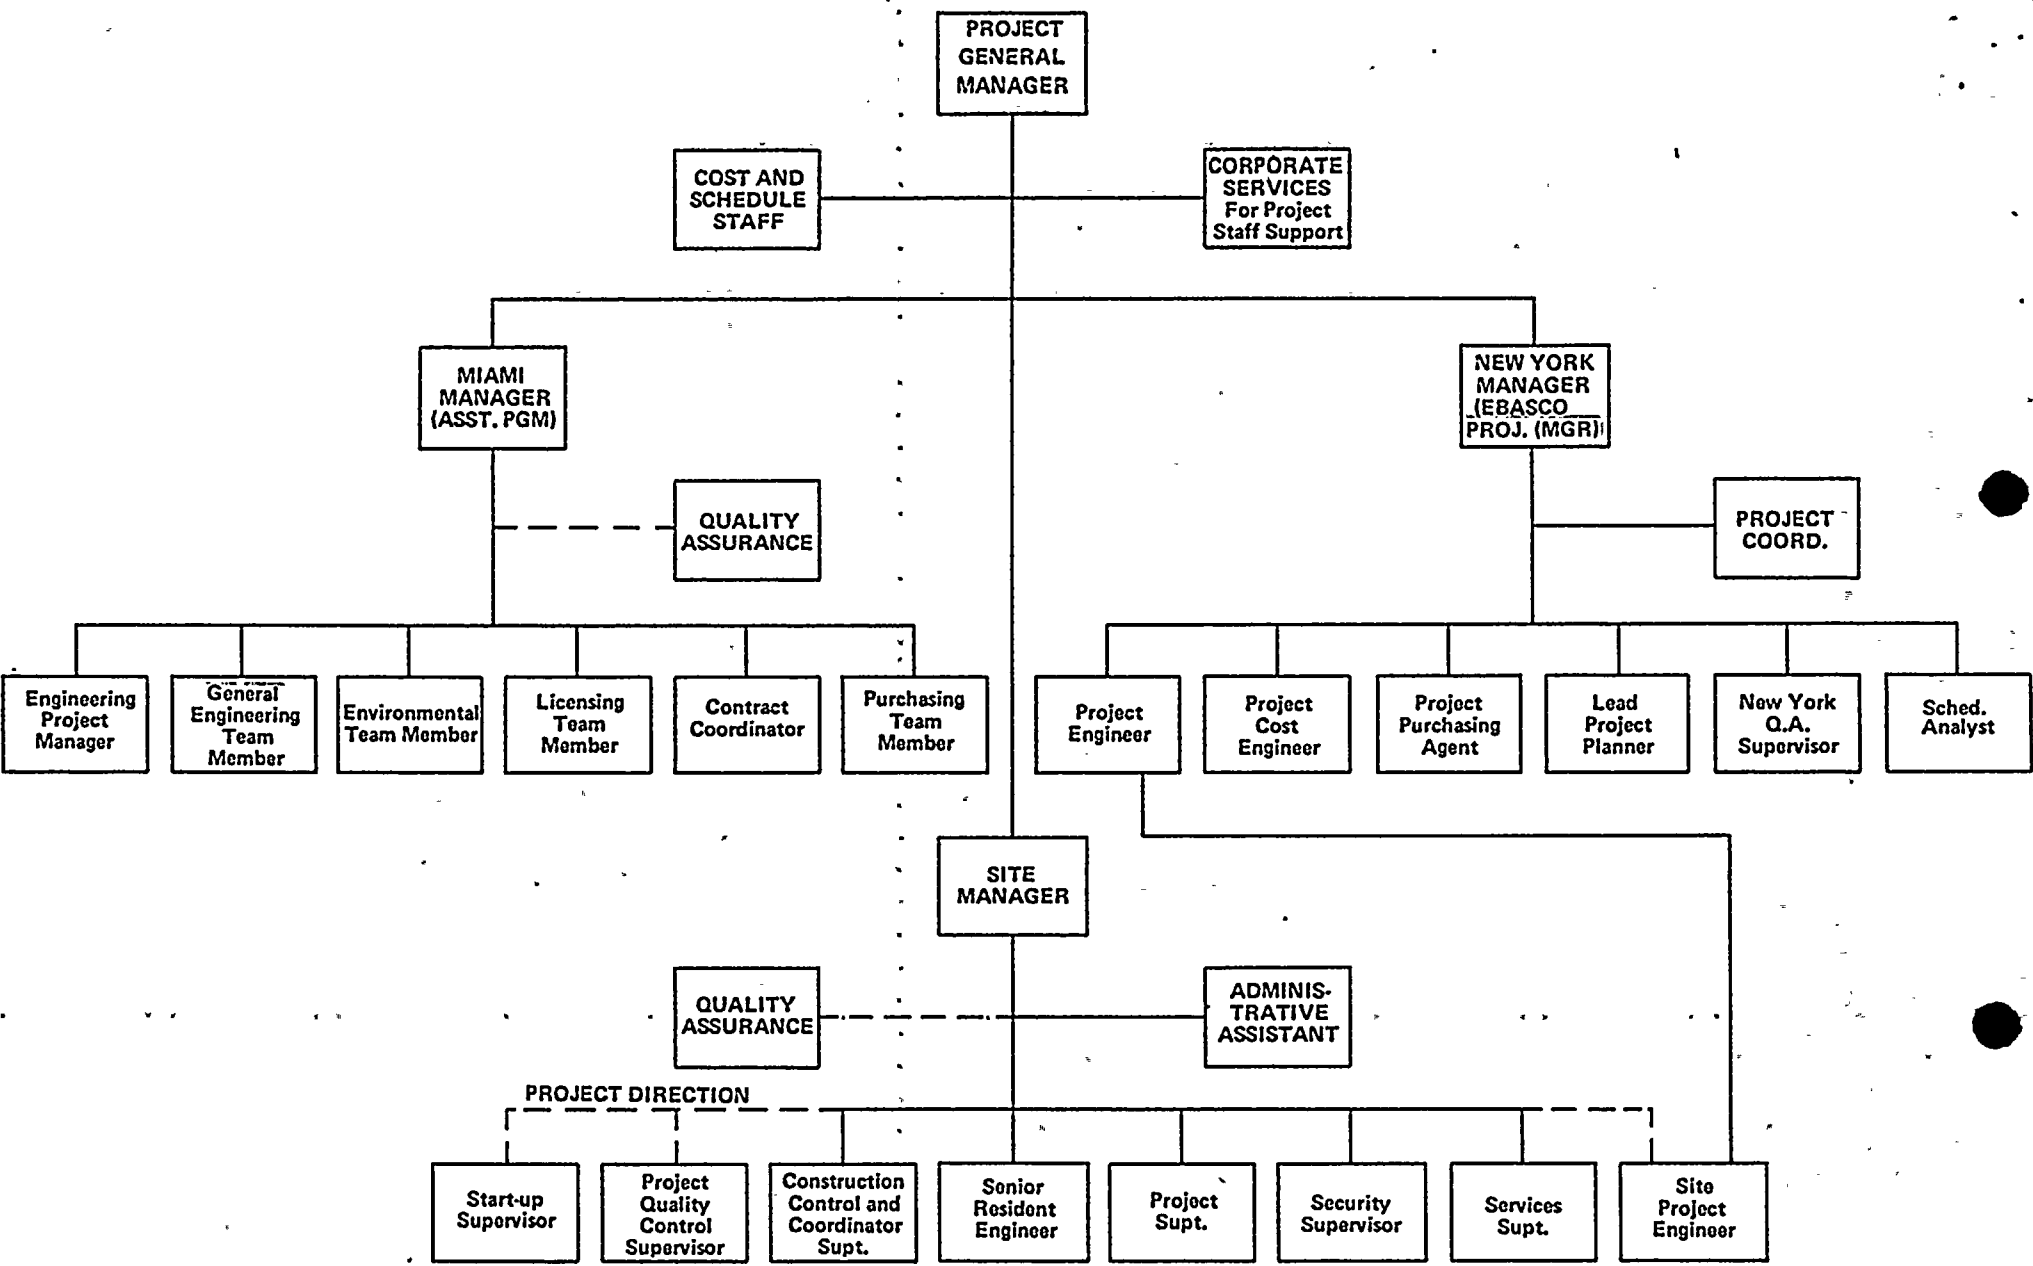 PROJECT
GENERAL
MANAGER
COST AND
SCHEDULE
STAFF
CORPORATE
SERVICES
For Project
Staff Support
MIAMI
MANAGER
(ASST. PGM)
NEW YORK
MANAGER
(EBASCO
PROJ. (MGR)
QUALITY
ASSURANCE
PROJECT
COORD.
Engineering
Project
Manager
General
Engineering
Team
Member
Environmental
Team Member
Licensing
Team
Member
Contract
Coordinator
Purchasing
Team
Member
Project
Engineer
Project
Cost
Engineer
Project
Purchasing
Agent
Lead
Project
Planner
New York
Q.A.
Supervisor
Sched.
Analyst
SITE
MANAGER
QUALITY
ASSURANCE
ADMINIS-
TRATIVE
ASSISTANT
PROJECT DIRECTION
Start-up
Supervisor
Project
Quality
Control
Supervisor
Construction
Control and
Coordinator
Supt.
Senior
Resident
Engineer
Project
Supt.
Security
Supervisor
Services
Supt.
Site
Project
Engineer